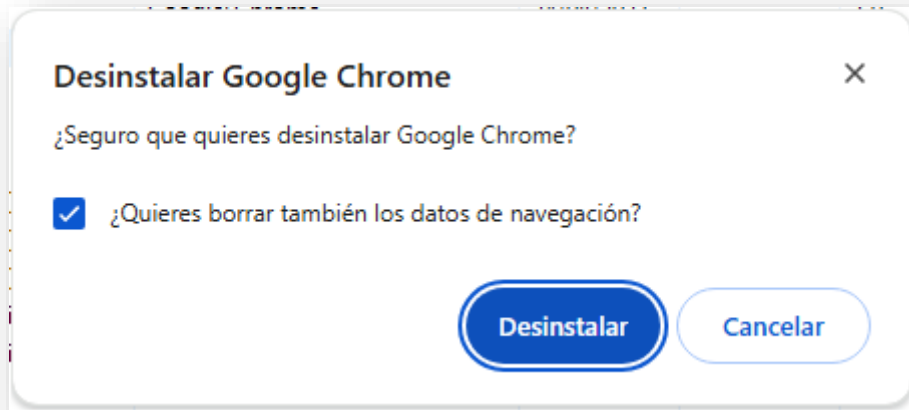 Desinstalar Google Chrome
¿Seguro que quieres desinstalar Google Chrome?
¿Quieres borrar también los datos de navegación?
Desinstalar
Cancelar